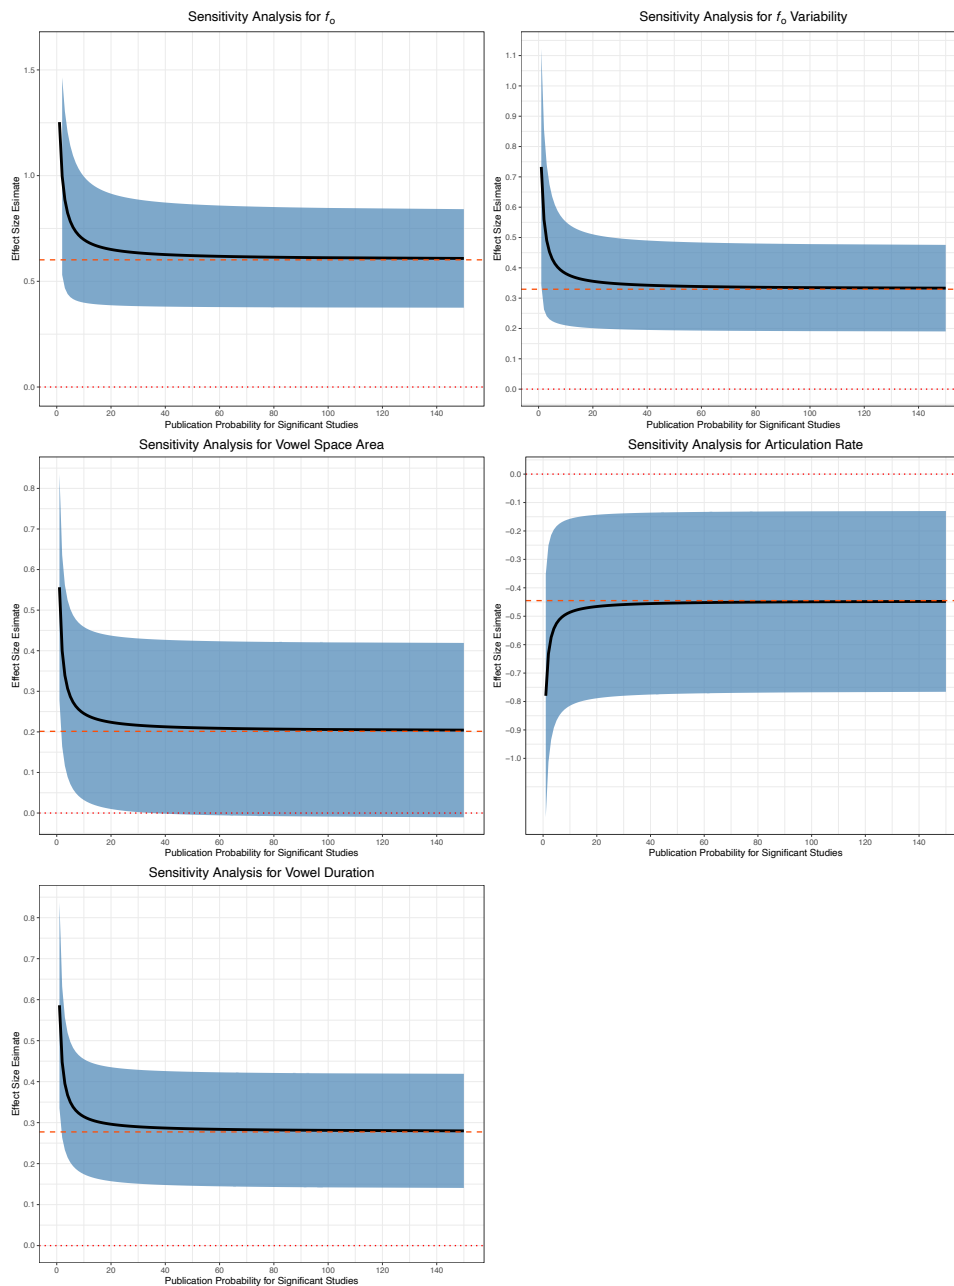 Sensitivity Analysis for fo
Effect Size Esimate
1.5
1.0
0.5
0.0
0 20 40 60 80 100 120 140
Publication Probability for Significant Studies
Sensitivity Analysis for fo Variability
Effect Size Esimate
1.1
1.0
0.9
0.8
0.7
0.6
0.5
0.4
0.3
0.2
0.1
0.0
0 20 40 60 80 100 120 140
Publication Probability for Significant Studies
Sensitivity Analysis for Vowel Space Area
Effect Size Esimate
0.8
0.7
0.6
0.5
0.4
0.3
0.2
0.1
0.0
0 20 40 60 80 100 120 140
Publication Probability for Significant Studies
Sensitivity Analysis for Articulation Rate
Effect Size Esimate
0.0
−0.1
−0.2
−0.3
−0.4
−0.5
−0.6
−0.7
−0.8
−0.9
−1.0
0 20 40 60 80 100 120 140
Publication Probability for Significant Studies
Sensitivity Analysis for Vowel Duration
Effect Size Esimate
0.8
0.7
0.6
0.5
0.4
0.3
0.2
0.1
0.0
0 20 40 60 80 100 120 140
Publication Probability for Significant Studies